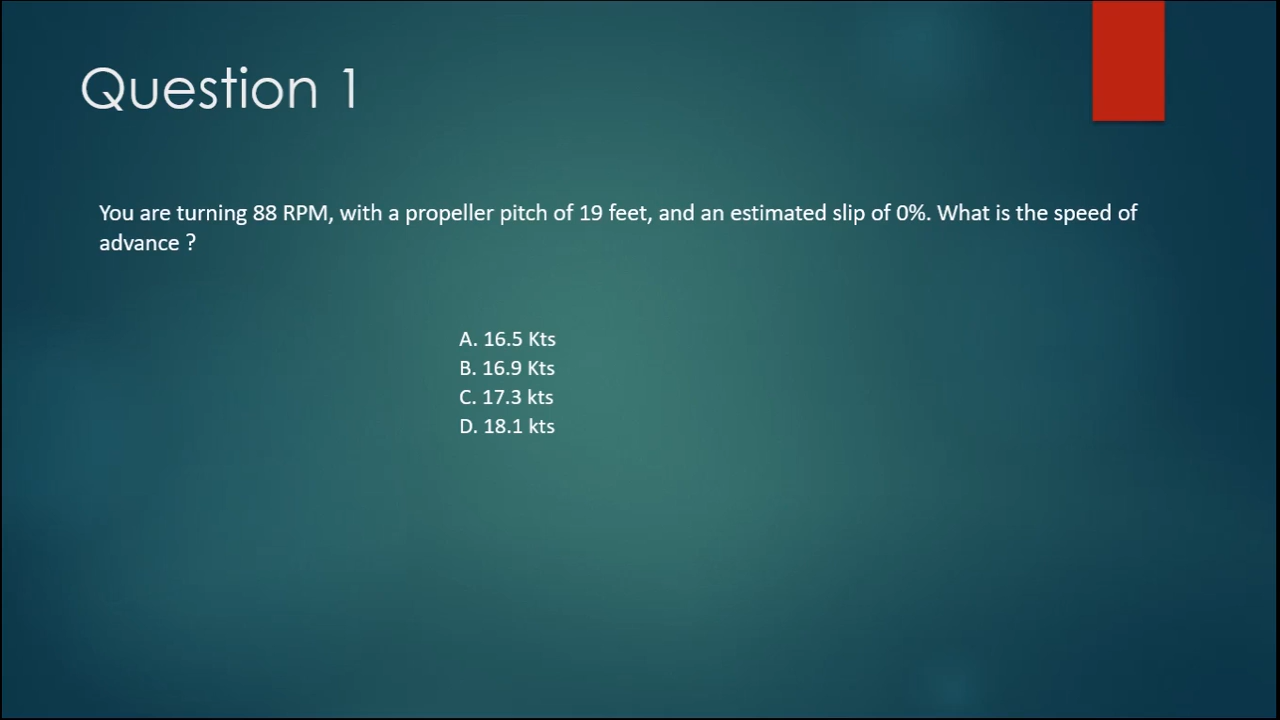 Question 1
You are turning 88 RPM, with a propeller pitch of 19 feet, and an estimated slip of 0%. What is the speed of
advance ?
A. 16.5 Kts
B. 16.9 Kts
C. 17.3 kts
D. 18.1 kts